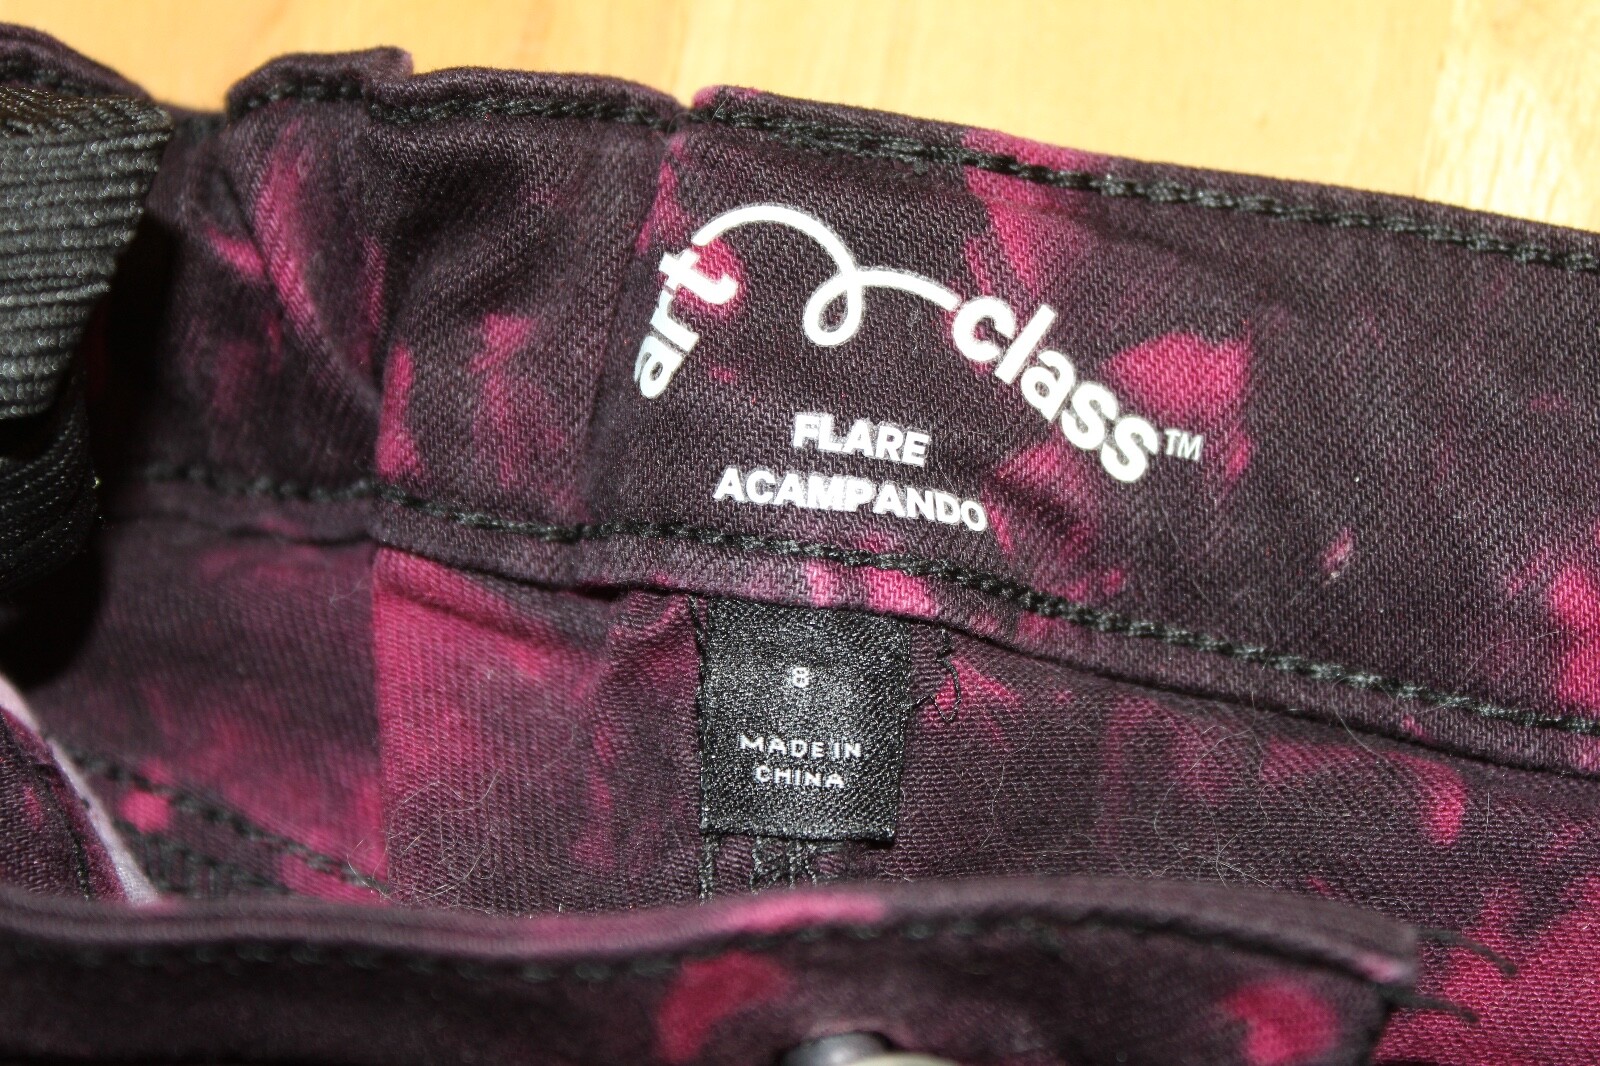 art class™
FLARE
ACAMPANDO
8
MADE IN
CHINA